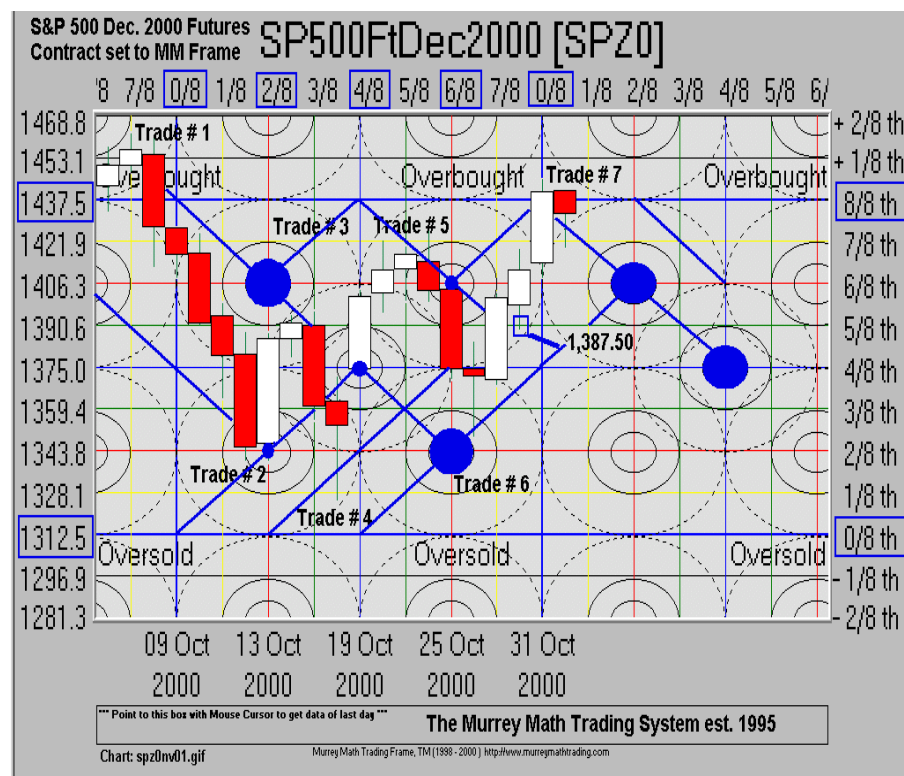 S&P 500 Dec. 2000 Futures
Contract set to MM Frame
SP500FtDec2000 [SPZ0]
'8 7/8 0/8 1/8 2/8 3/8 4/8 5/8 6/8 7/8 0/8 1/8 2/8 3/8 4/8 5/8 6/
1468.8 + 2/8 th
Trade # 1
1453.1 + 1/8 th
Overbought Overbought Trade # 7 Overbought
1437.5 8/8 th
Trade # 3 Trade # 5
1421.9 7/8 th
406.3 6/8 th
1390.6 5/8 th
1,387.50
1375.0 4/8 th
1359.4 3/8 th
1343.8 2/8 th
Trade # 2 Trade # 6
1328.1 1/8 th
Trade # 4
1312.5 0/8 th
Oversold Oversold Oversold
1296.9 - 1/8 th
1281.3 - 2/8 th
09 Oct 13 Oct 19 Oct 25 Oct 31 Oct
2000 2000 2000 2000 2000
*** Point to this box with Mouse Cursor to get data of last day ***
The Murrey Math Trading System est. 1995
Chart: spz0nv01.gif
Murrey Math Trading Frame, TM (1998 - 2000 ) http://www.murreymathtrading.com